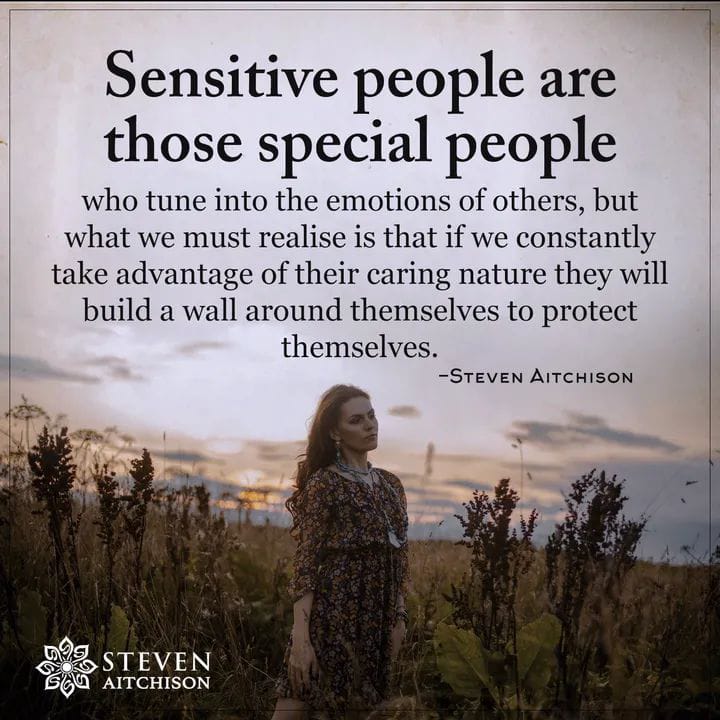 Sensitive people are
those special people
who tune into the emotions of others, but
what we must realise is that if we constantly
take advantage of their caring nature they will
build a wall around themselves to protect
themselves.
–STEVEN AITCHISON
STEVEN
AITCHISON